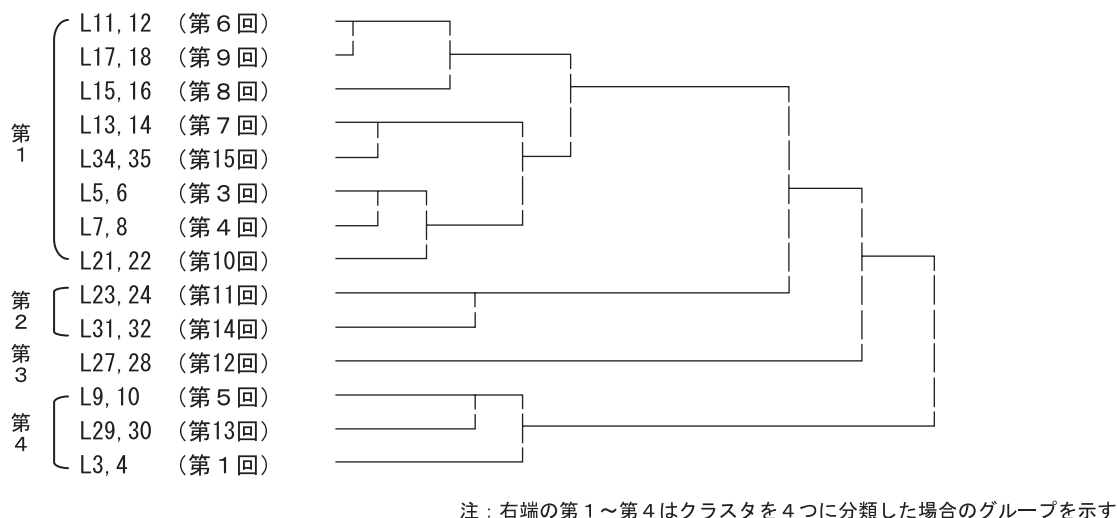 第1
L11,12 (第6回)
L17,18 (第9回)
L15,16 (第8回)
L13,14 (第7回)
L34,35 (第15回)
L5,6 (第3回)
L7,8 (第4回)
L21,22 (第10回)
第2
L23,24 (第11回)
L31,32 (第14回)
第3
L27,28 (第12回)
第4
L9,10 (第5回)
L29,30 (第13回)
L3,4 (第1回)
注:右端の第1~第4はクラスタを4つに分類した場合のグループを示す